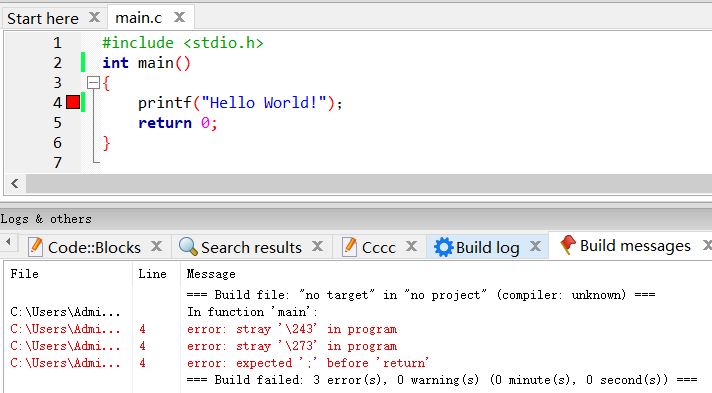 Start here
main.c
1 #include <stdio.h>
2 int main()
3 {
4 printf("Hello World!")；
5 return 0;
6 }
7
Logs & others
Code::Blocks
Search results
Cccc
Build log
Build messages
File Line Message
=== Build file: "no target" in "no project" (compiler: unknown) ===
C:\Users\Admi... In function 'main':
C:\Users\Admi... 4 error: stray '\243' in program
C:\Users\Admi... 4 error: stray '\273' in program
C:\Users\Admi... 4 error: expected ';' before 'return'
=== Build failed: 3 error(s), 0 warning(s) (0 minute(s), 0 second(s)) ===